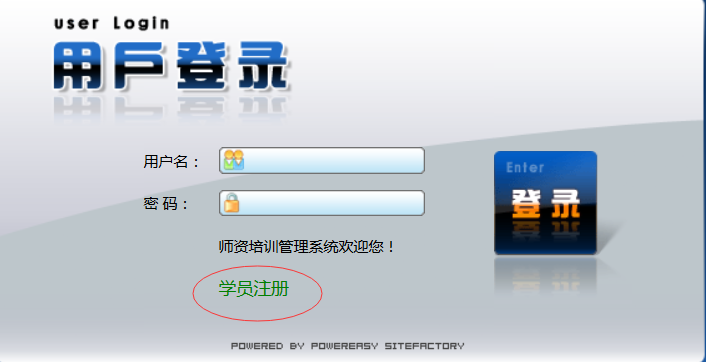 user Login
用戶登录
用户名：
Enter
登录
密 码：
师资培训管理系统欢迎您！
学员注册
POWERED BY POWEREASY SITEFACTORY